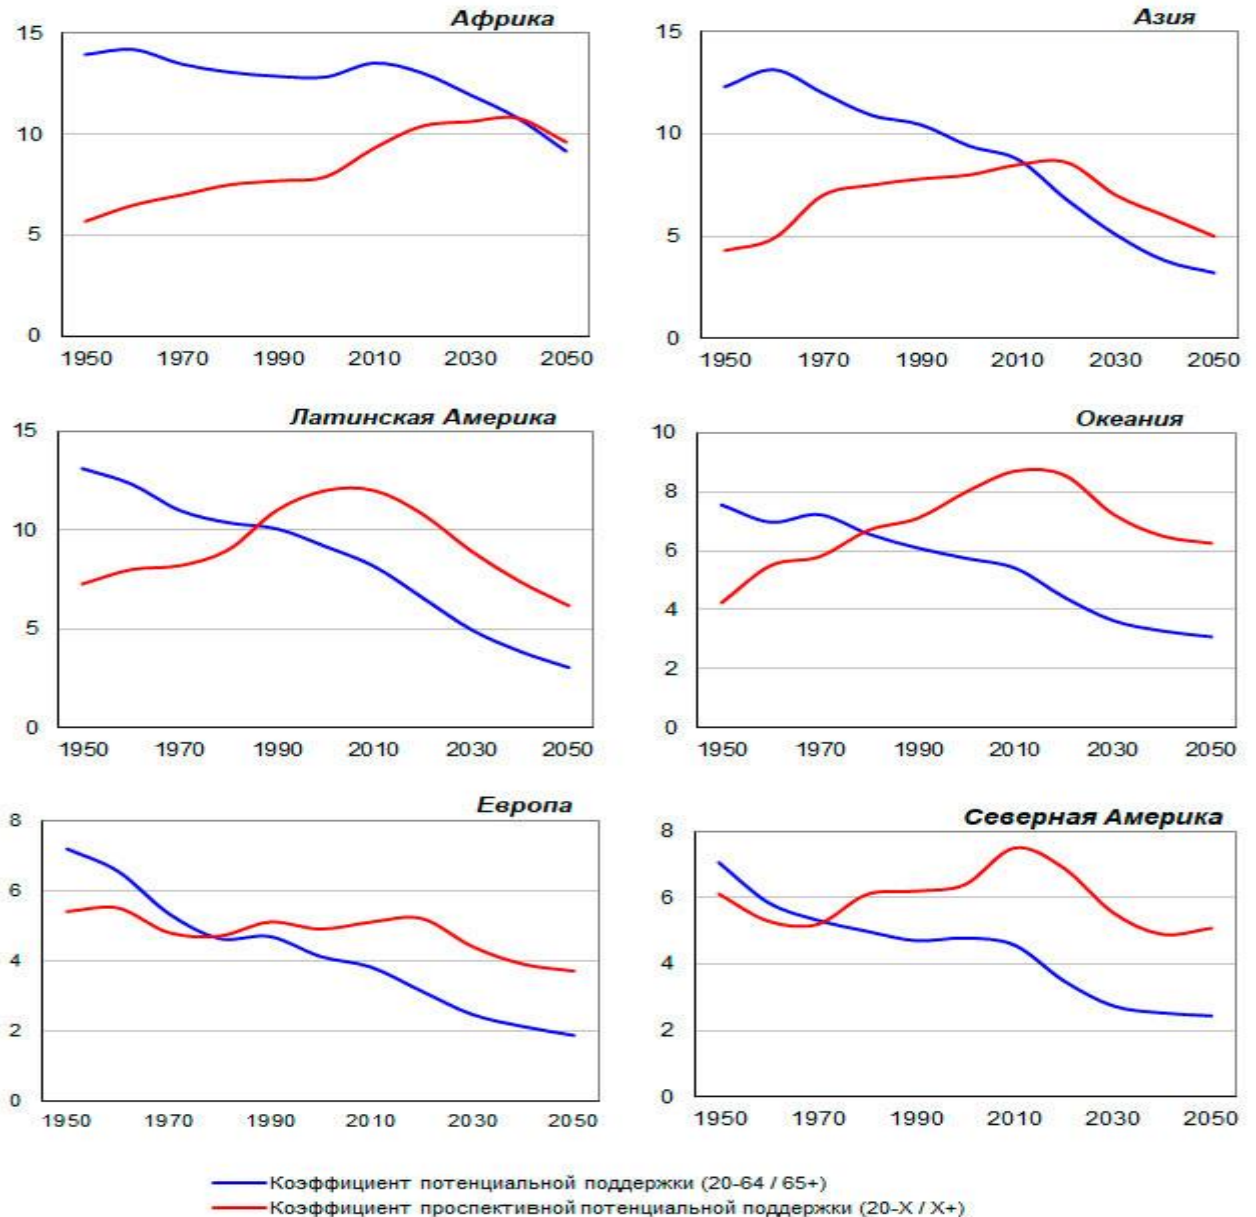 Африка
15
10
5
0
1950 1970 1990 2010 2030 2050
Азия
15
10
5
0
1950 1970 1990 2010 2030 2050
Латинская Америка
15
10
5
0
1950 1970 1990 2010 2030 2050
Океания
10
8
6
4
2
0
1950 1970 1990 2010 2030 2050
Европа
8
6
4
2
0
1950 1970 1990 2010 2030 2050
Северная Америка
8
6
4
2
0
1950 1970 1990 2010 2030 2050
Коэффициент потенциальной поддержки (20-64 / 65+)
Коэффициент проспективной потенциальной поддержки (20-X / X+)